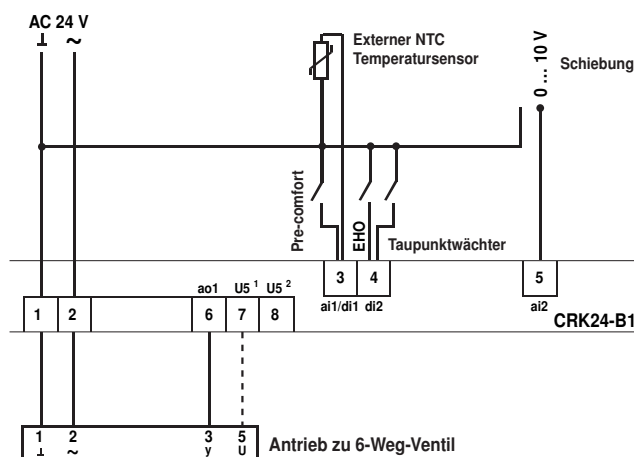 AC 24 V
⊥ ~
Externer NTC
Temperatursensor
0 ... 10 V
Schiebung
Pre-comfort
EHO
Taupunktwächter
3 4 5
ao1 U5 1 U5 2
ai1/di1 di2 ai2
1 2 6 7 8
CRK24-B1
1 2 3 5
⊥ ~ y U
Antrieb zu 6-Weg-Ventil